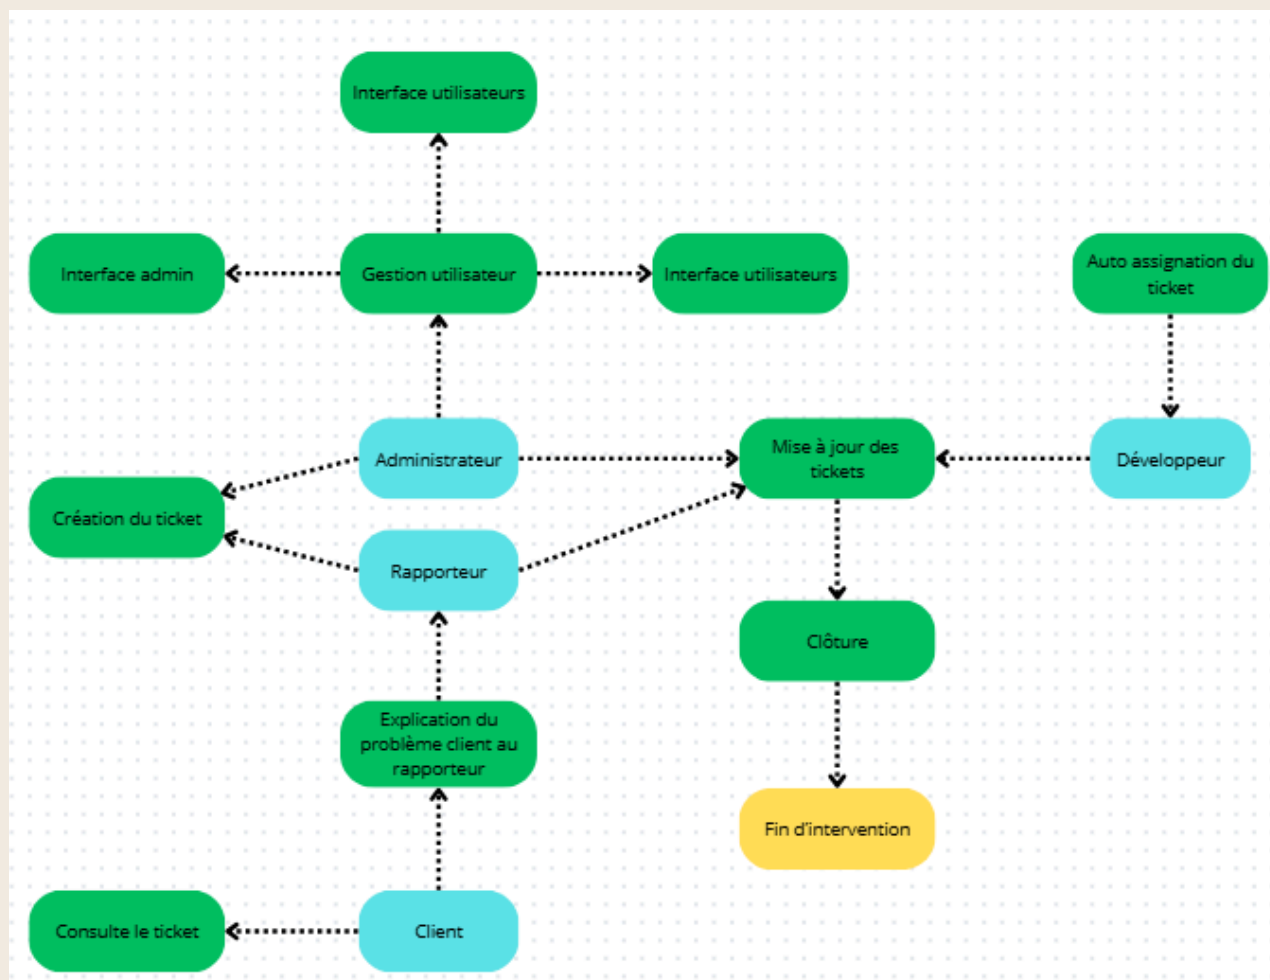 Interface utilisateurs
Interface admin
Gestion utilisateur
Interface utilisateurs
Auto assignation du
ticket
Administrateur
Mise à jour des
tickets
Développeur
Création du ticket
Rapporteur
Clôture
Explication du
problème client au
rapporteur
Fin d'intervention
Consulte le ticket
Client